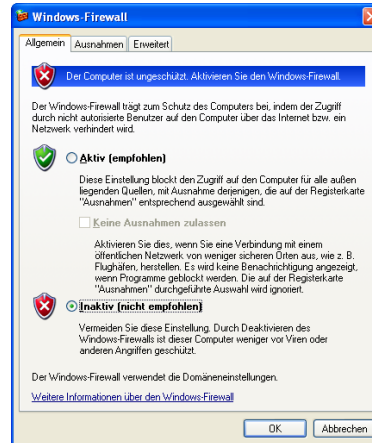 Windows-Firewall
Allgemein Ausnahmen Erweitert
Der Computer ist ungeschützt. Aktivieren Sie den Windows-Firewall.
Der Windows-Firewall trägt zum Schutz des Computers bei, indem der Zugriff
durch nicht autorisierte Benutzer auf den Computer über das Internet bzw. ein
Netzwerk verhindert wird.
Aktiv (empfohlen)
Diese Einstellung blockt den Zugriff auf den Computer für alle außen
liegenden Quellen, mit Ausnahme derjenigen, die auf der Registerkarte
"Ausnahmen" entsprechend ausgewählt sind.
Keine Ausnahmen zulassen
Aktivieren Sie dies, wenn Sie eine Verbindung mit einem
öffentlichen Netzwerk von weniger sicheren Orten aus, wie z. B.
Flughäfen, herstellen. Es wird keine Benachrichtigung angezeigt,
wenn Programme geblockt werden. Die auf der Registerkarte
"Ausnahmen" durchgeführte Auswahl wird ignoriert.
Inaktiv (nicht empfohlen)
Vermeiden Sie diese Einstellung. Durch Deaktivieren des
Windows-Firewalls ist dieser Computer weniger vor Viren oder
anderen Angriffen geschützt.
Der Windows-Firewall verwendet die Domäneneinstellungen.
Weitere Informationen über den Windows-Firewall
OK Abbrechen